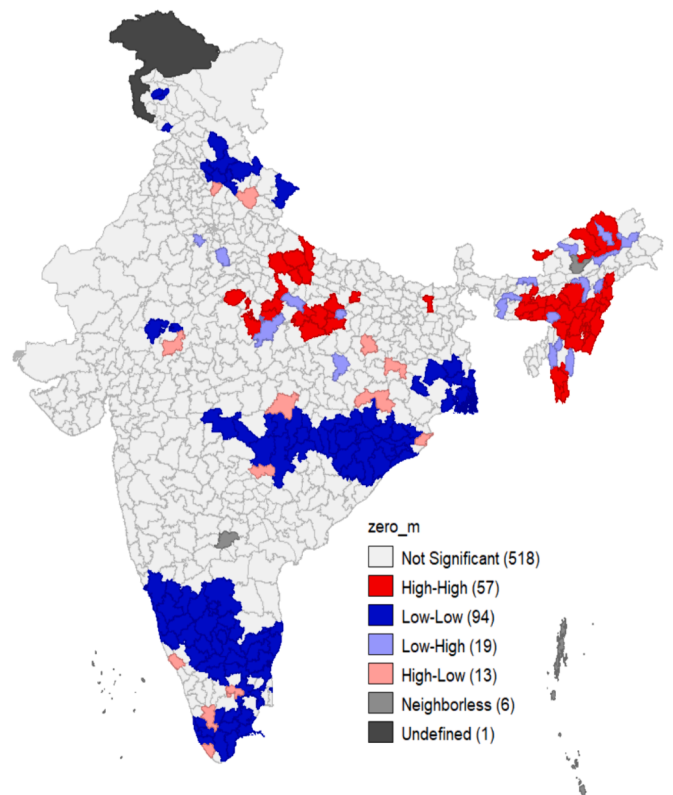 zero_m
Not Significant (518)
High-High (57)
Low-Low (94)
Low-High (19)
High-Low (13)
Neighborless (6)
Undefined (1)